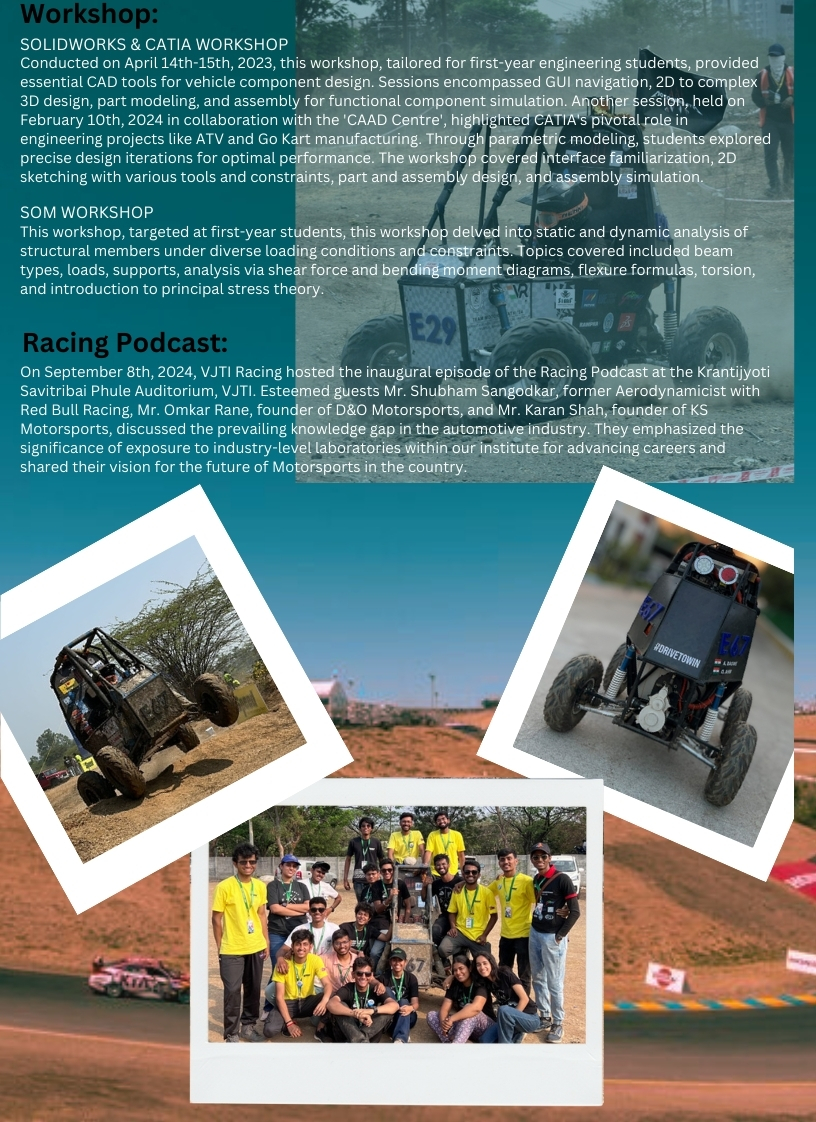 Workshop:
SOLIDWORKS & CATIA WORKSHOP
Conducted on April 14th-15th, 2023, this workshop, tailored for first-year engineering students, provided
essential CAD tools for vehicle component design. Sessions encompassed GUI navigation, 2D to complex
3D design, part modeling, and assembly for functional component simulation. Another session, held on
February 10th, 2024 in collaboration with the 'CAAD Centre', highlighted CATIA's pivotal role in
engineering projects like ATV and Go Kart manufacturing. Through parametric modeling, students explored
precise design iterations for optimal performance. The workshop covered interface familiarization, 2D
sketching with various tools and constraints, part and assembly design, and assembly simulation.
SOM WORKSHOP
This workshop, targeted at first-year students, this workshop delved into static and dynamic analysis of
structural members under diverse loading conditions and constraints. Topics covered included beam
types, loads, supports, analysis via shear force and bending moment diagrams, flexure formulas, torsion,
and introduction to principal stress theory.
E29
Racing Podcast:
On September 8th, 2024, VJTI Racing hosted the inaugural episode of the Racing Podcast at the Krantijyoti
Savitribai Phule Auditorium, VJTI. Esteemed guests Mr. Shubham Sangodkar, former Aerodynamicist with
Red Bull Racing, Mr. Omkar Rane, founder of D&O Motorsports, and Mr. Karan Shah, founder of KS
Motorsports, discussed the prevailing knowledge gap in the automotive industry. They emphasized the
significance of exposure to industry-level laboratories within our institute for advancing careers and
shared their vision for the future of Motorsports in the country.
E67
E67
#DRIVETOWIN
67